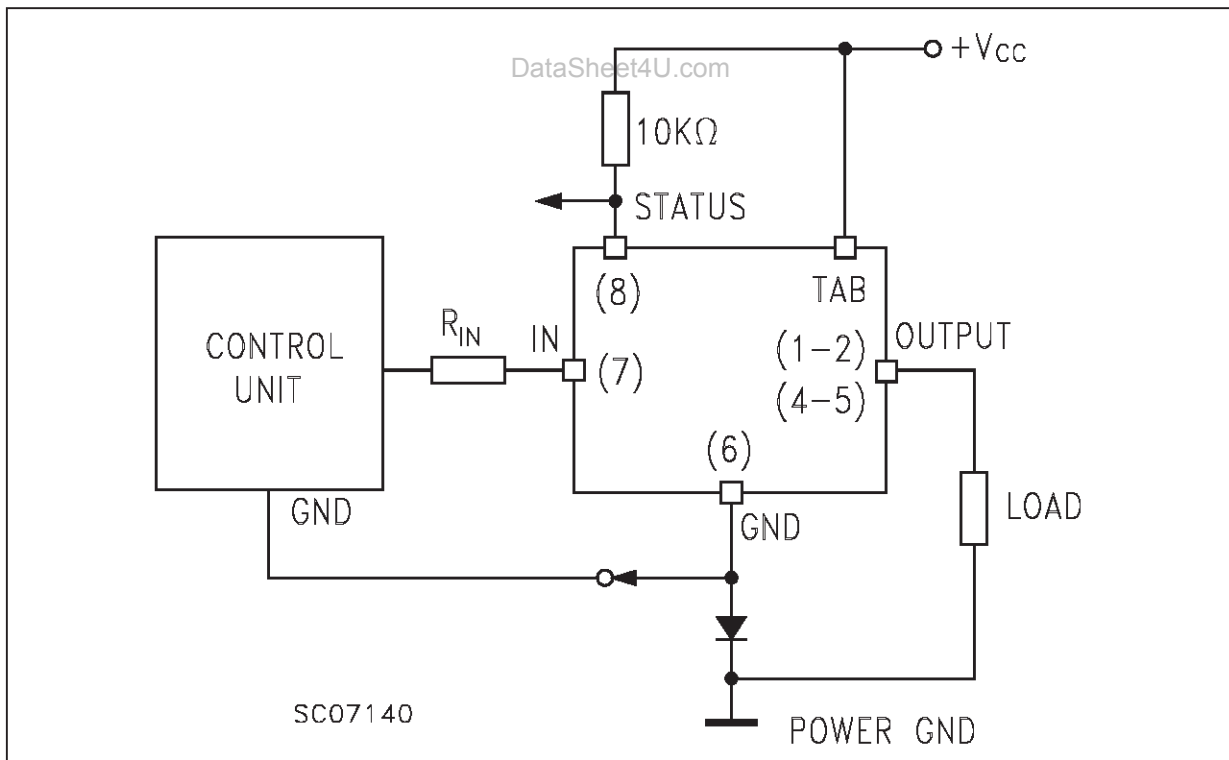 +VCC
DataSheet4U.com
10KΩ
STATUS
(8)
TAB
RIN
IN
(7)
(1-2)
OUTPUT
(4-5)
CONTROL
UNIT
(6)
GND
GND
LOAD
SC07140
POWER GND